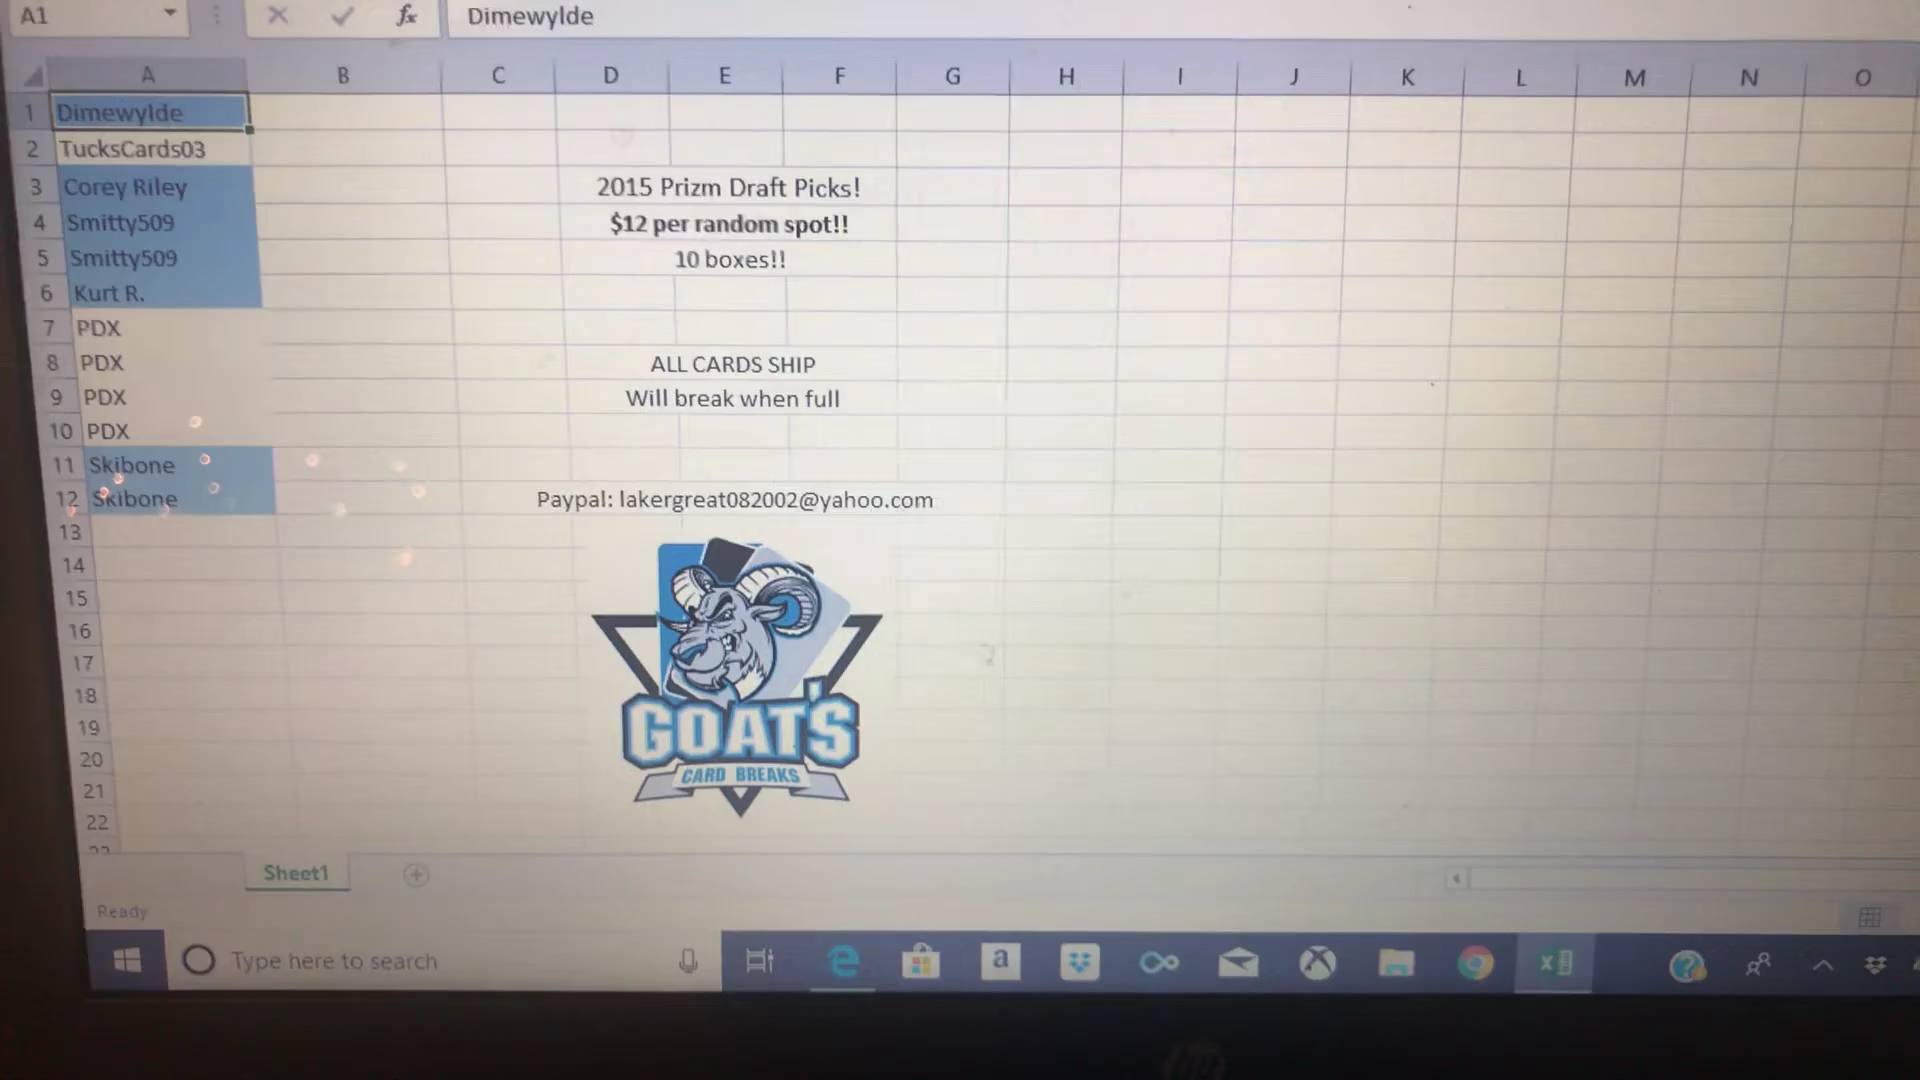 A1 fx Dimewylde
A B C D E F G H I J K L M N O
1 Dimewylde
2 TucksCards03
3 Corey Riley 2015 Prizm Draft Picks!
4 Smitty509 $12 per random spot!!
5 Smitty509 10 boxes!!
6 Kurt R.
7 PDX
8 PDX ALL CARDS SHIP
9 PDX Will break when full
10 PDX
11 Skibone
12 Skibone Paypal: lakergreat082002@yahoo.com
13
14
15
16
17
18
19
20
21
22
GOAT'S
CARD BREAKS
Sheet1
Ready
Type here to search
hp